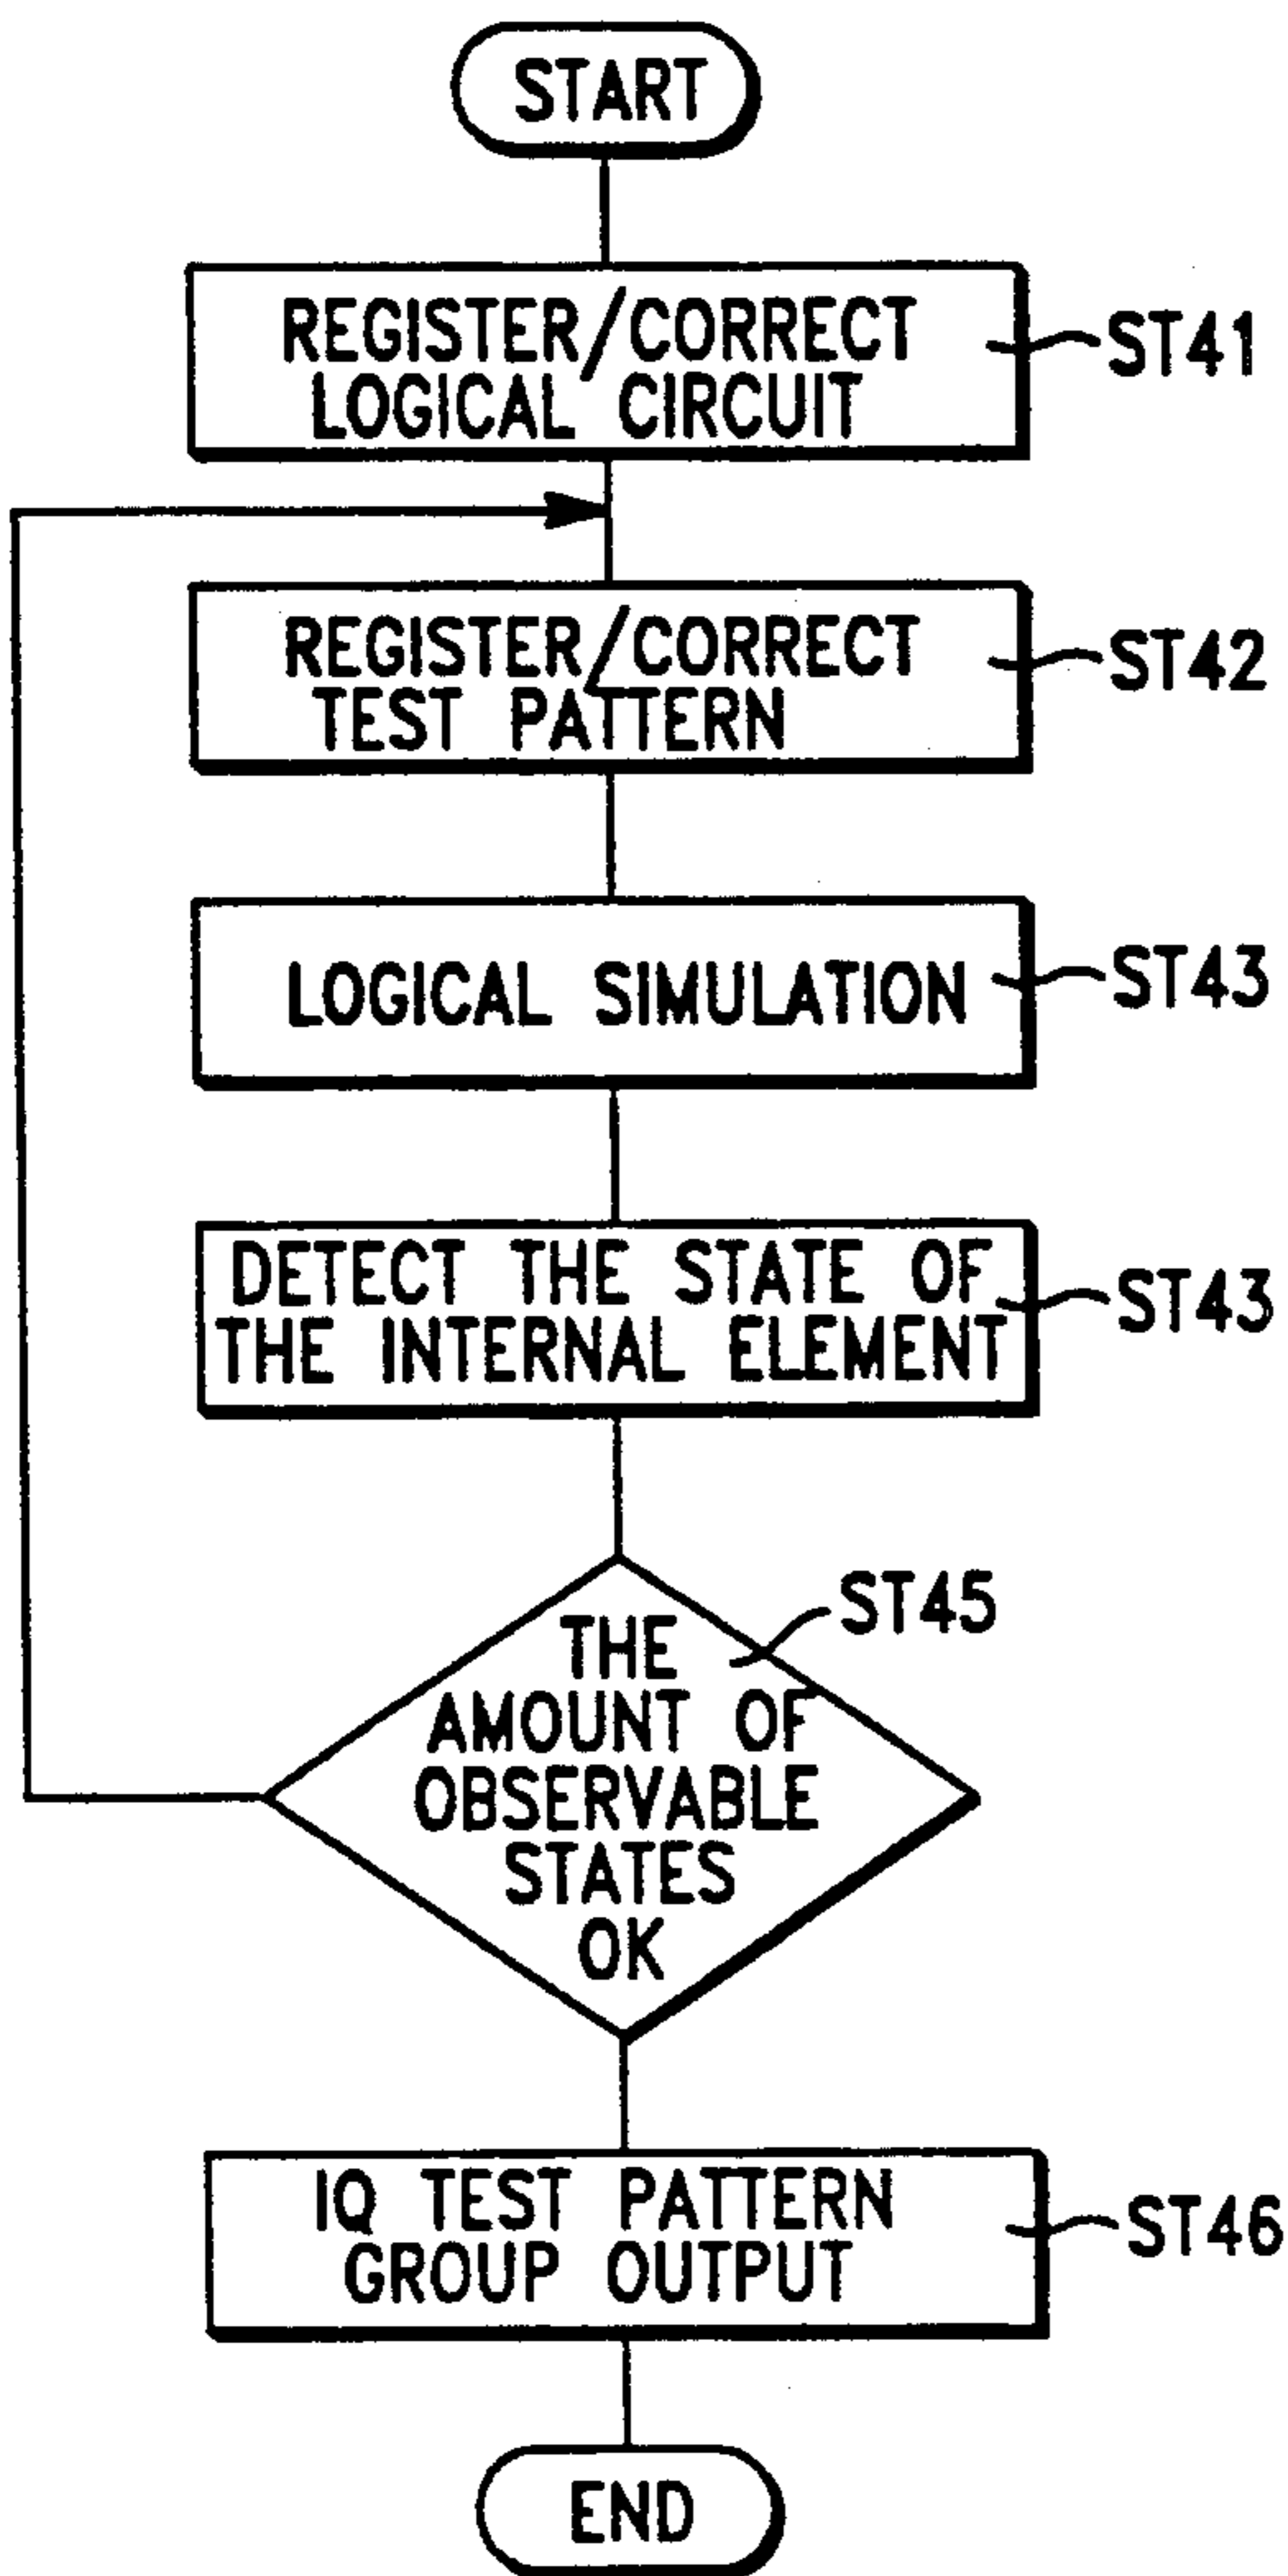 START
REGISTER/CORRECT
LOGICAL CIRCUIT
ST41
REGISTER/CORRECT
TEST PATTERN
ST42
LOGICAL SIMULATION
ST43
DETECT THE STATE OF
THE INTERNAL ELEMENT
ST43
THE
AMOUNT OF
OBSERVABLE
STATES
OK
ST45
IQ TEST PATTERN
GROUP OUTPUT
ST46
END